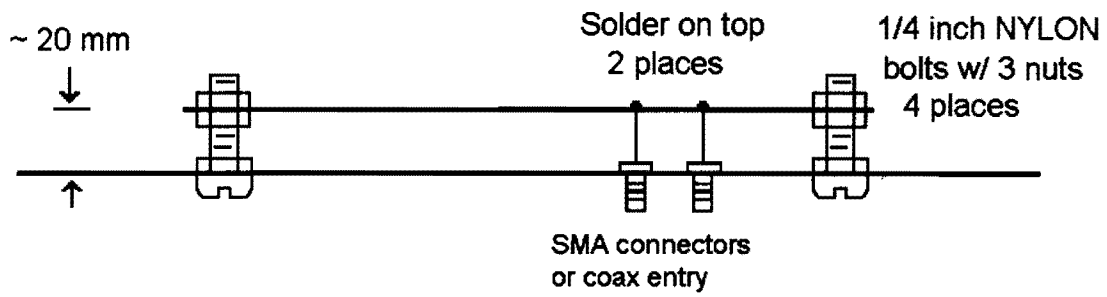 ~ 20 mm
Solder on top
2 places
1/4 inch NYLON
bolts w/ 3 nuts
4 places
SMA connectors
or coax entry